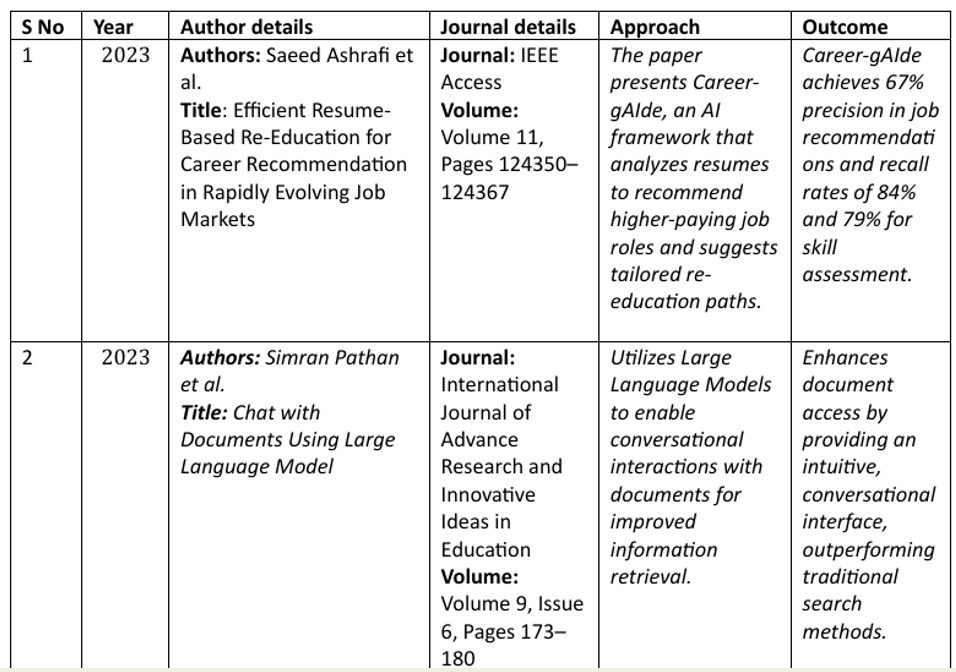 S No Year Author details Journal details Approach Outcome
1
2023
Authors: Saeed Ashrafi et
al.
Title: Efficient Resume-
Based Re-Education for
Career Recommendation
in Rapidly Evolving Job
Markets
Journal: IEEE
Access
Volume:
Volume 11,
Pages 124350–
124367
The paper
presents Career-
gAIde, an AI
framework that
analyzes resumes
to recommend
higher-paying job
roles and suggests
tailored re-
education paths.
Career-gAIde
achieves 67%
precision in job
recommendati
ons and recall
rates of 84%
and 79% for
skill
assessment.
2
2023
Authors: Simran Pathan
et al.
Title: Chat with
Documents Using Large
Language Model
Journal:
International
Journal of
Advance
Research and
Innovative
Ideas in
Education
Volume:
Volume 9, Issue
6, Pages 173–
180
Utilizes Large
Language Models
to enable
conversational
interactions with
documents for
improved
information
retrieval.
Enhances
document
access by
providing an
intuitive,
conversational
interface,
outperforming
traditional
search
methods.